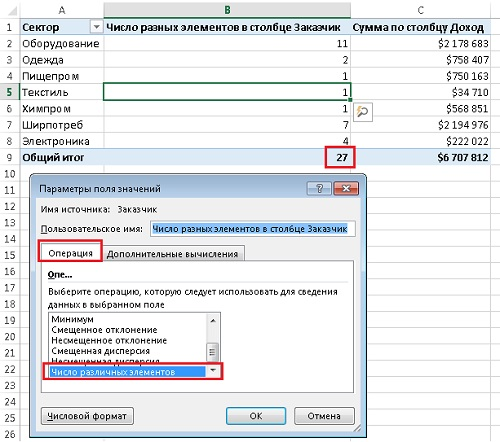 A B C
1 Сектор Число разных элементов в столбце Заказчик Сумма по столбцу Доход
2 Оборудование 11 $2 178 683
3 Одежда 2 $758 407
4 Пищепром 1 $750 163
5 Текстиль 1 $34 710
6 Химпром 1 $568 851
7 Ширпотреб 7 $2 194 976
8 Электроника 4 $222 022
9 Общий итог 27 $6 707 812
10
11
12
13
14
15
16
17
18
19
20
21
22
23
24
25
26
Параметры поля значений
Имя источника: Заказчик
Пользовательское имя: Число разных элементов в столбце Заказчик
Операция Дополнительные вычисления
Опе...
Выберите операцию, которую следует использовать для сведения
данных в выбранном поле
Минимум
Смещенное отклонение
Несмещенное отклонение
Смещенная дисперсия
Несмещенная дисперсия
Число различных элементов
Числовой формат OK Отмена